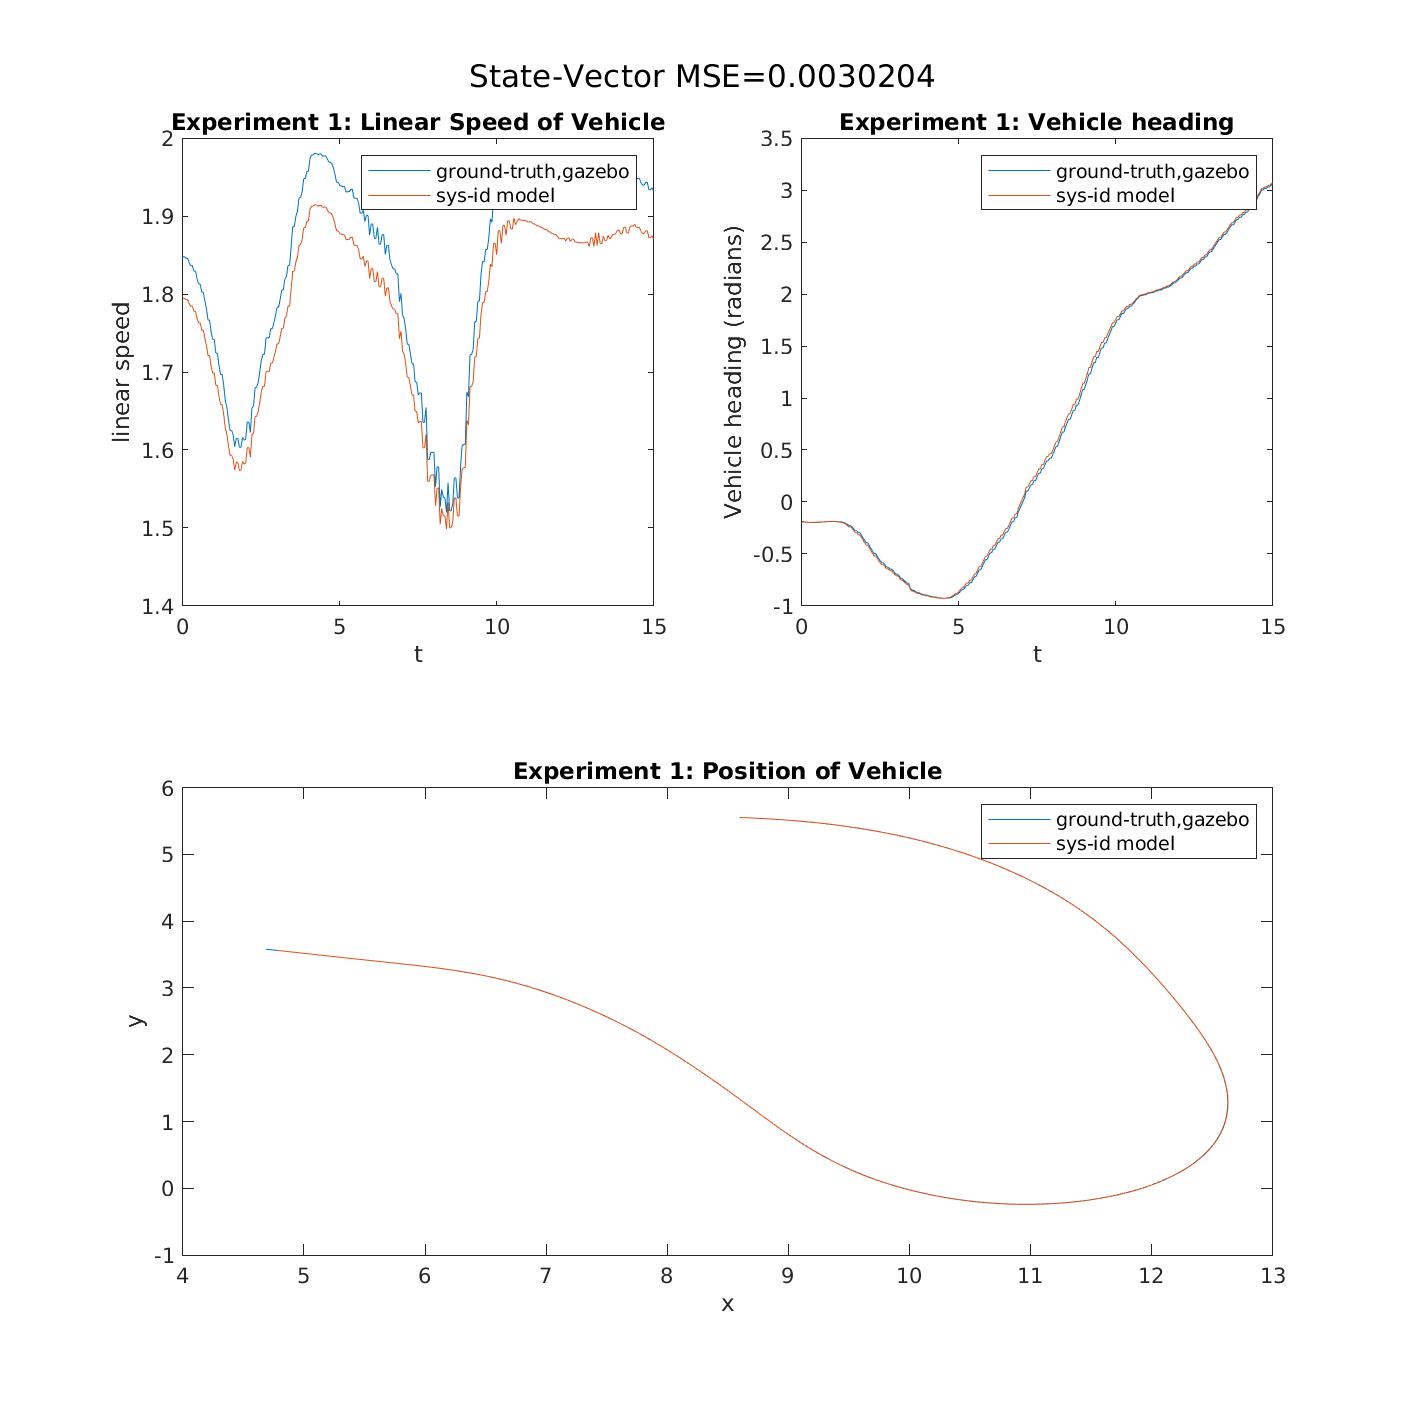 State-Vector MSE=0.0030204
Experiment 1: Linear Speed of Vehicle
2
1.9
1.8
1.7
1.6
1.5
1.4
linear speed
ground-truth,gazebo
sys-id model
0 5 10 15
t
Experiment 1: Vehicle heading
3.5
3
2.5
2
1.5
1
0.5
0
-0.5
-1
Vehicle heading (radians)
ground-truth,gazebo
sys-id model
0 5 10 15
t
Experiment 1: Position of Vehicle
6
5
4
3
2
1
0
-1
y
ground-truth,gazebo
sys-id model
4 5 6 7 8 9 10 11 12 13
x